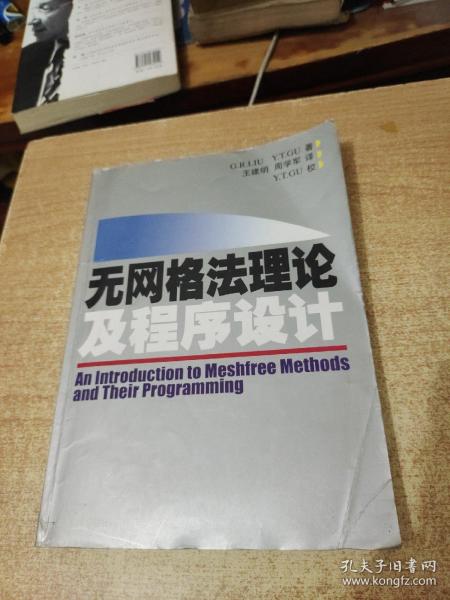 G.R.LIU Y.T.GU 著
王建明 周学军 译
Y.T.GU 校
无网格法理论
及程序设计
An Introduction to Meshfree Methods
and Their Programming
孔夫子旧书网
www.kongfz.com